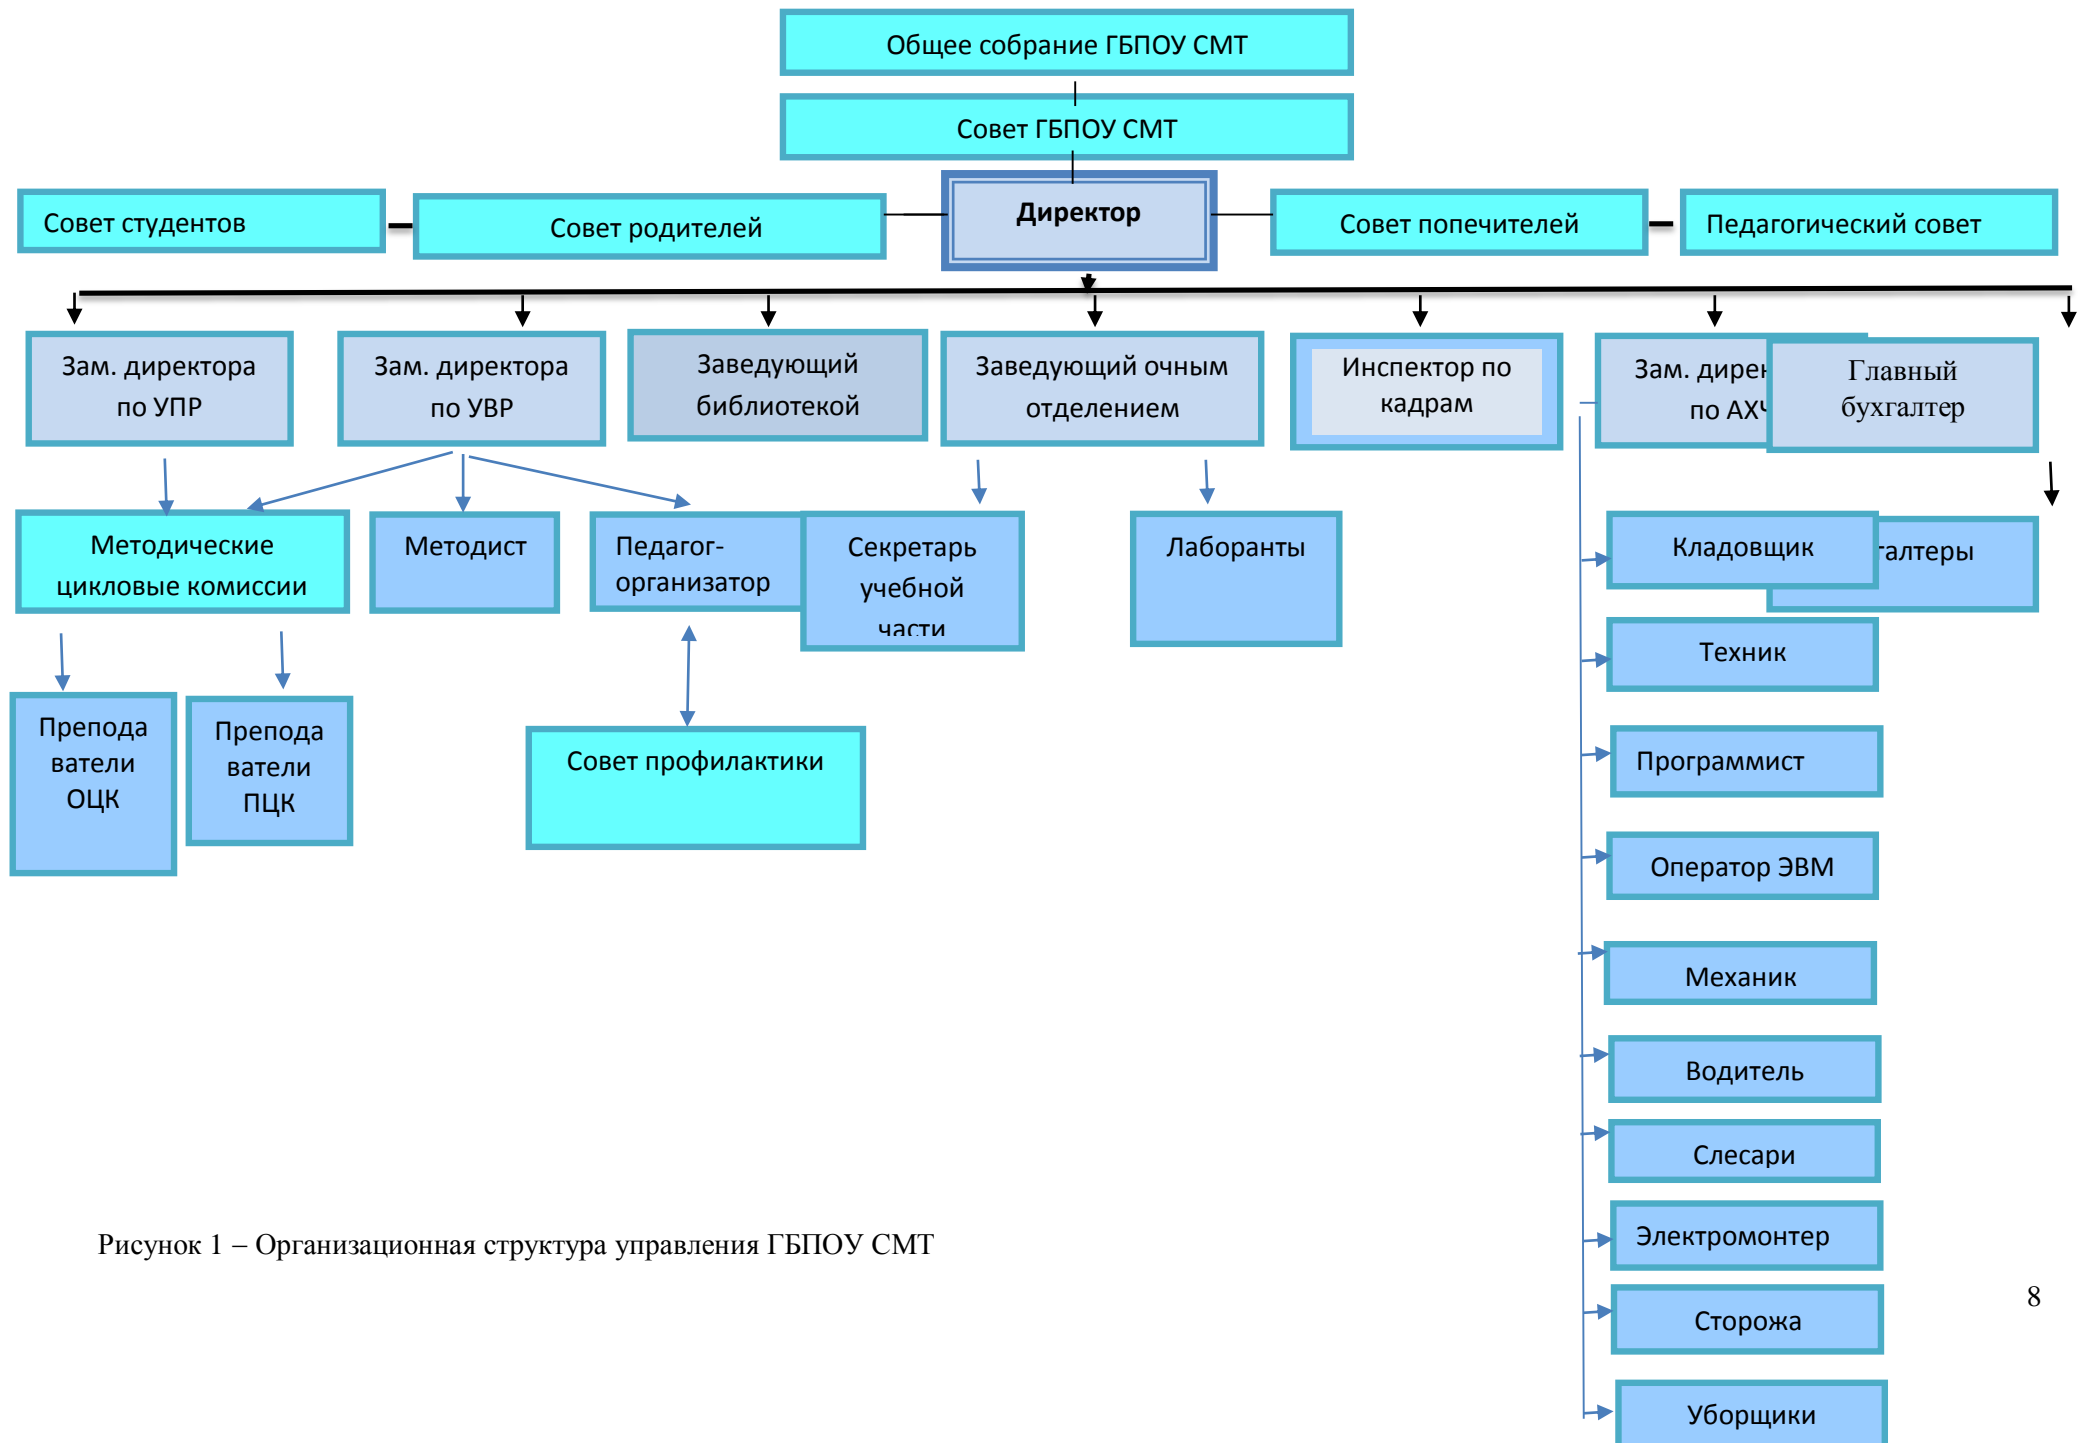 Общее собрание ГБПОУ СМТ
Совет ГБПОУ СМТ
Совет студентов
Совет родителей
Директор
Совет попечителей
Педагогический совет
Зам. директора
по УПР
Зам. директора
по УВР
Заведующий
библиотекой
Заведующий очным
отделением
Инспектор по
кадрам
Зам.
по
Главный
бухгалтер
Методические
цикловые комиссии
Методист
Педагог-
организатор
Секретарь
учебной
части
Лаборанты
Кладовщик
галтеры
Техник
Препода
ватели
ОЦК
Препода
ватели
ПЦК
Совет профилактики
Программист
Оператор ЭВМ
Механик
Водитель
Слесари
Электромонтер
Сторожа
Уборщики
Рисунок 1 – Организационная структура управления ГБПОУ СМТ
8